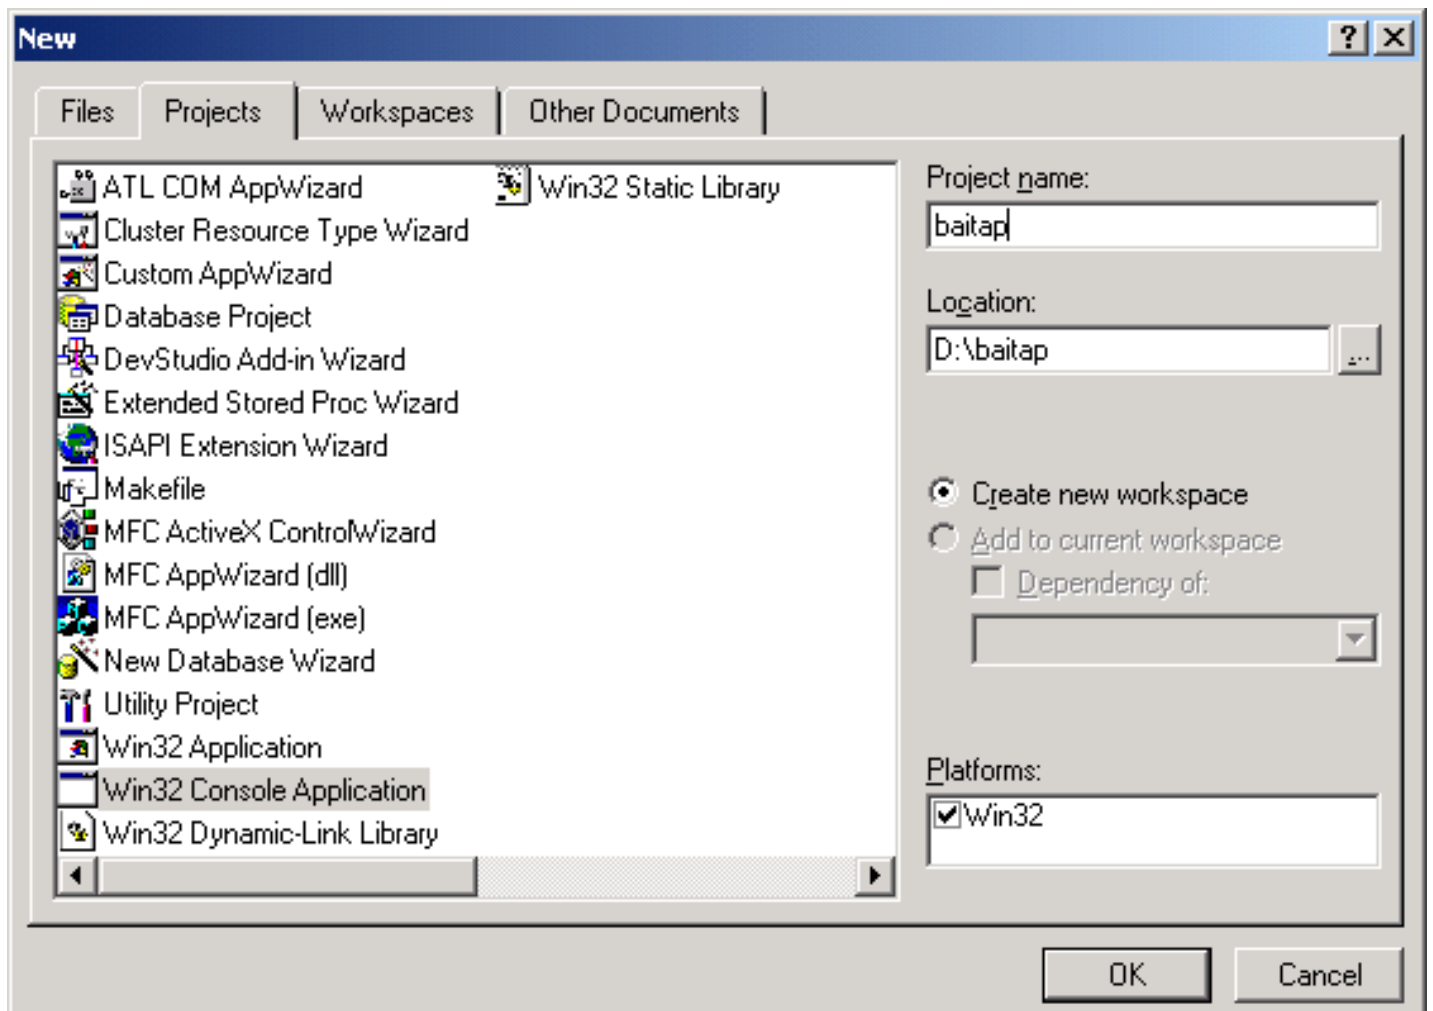 New
Files Projects Workspaces Other Documents
ATL COM AppWizard
Cluster Resource Type Wizard
Custom AppWizard
Database Project
DevStudio Add-in Wizard
Extended Stored Proc Wizard
ISAPI Extension Wizard
Makefile
MFC ActiveX ControlWizard
MFC AppWizard (dll)
MFC AppWizard (exe)
New Database Wizard
Utility Project
Win32 Application
Win32 Console Application
Win32 Dynamic-Link Library
Win32 Static Library
Project name:
baitap
Location:
D:\baitap
...
Create new workspace
Add to current workspace
Dependency of:
Platforms:
Win32
OK Cancel